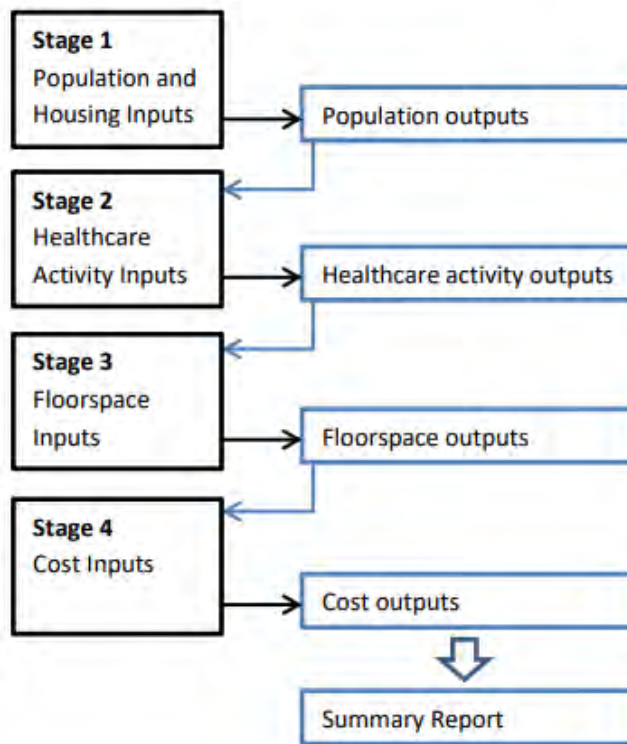 Stage 1
Population and
Housing Inputs
Population outputs
Stage 2
Healthcare
Activity Inputs
Healthcare activity outputs
Stage 3
Floorspace
Inputs
Floorspace outputs
Stage 4
Cost Inputs
Cost outputs
Summary Report